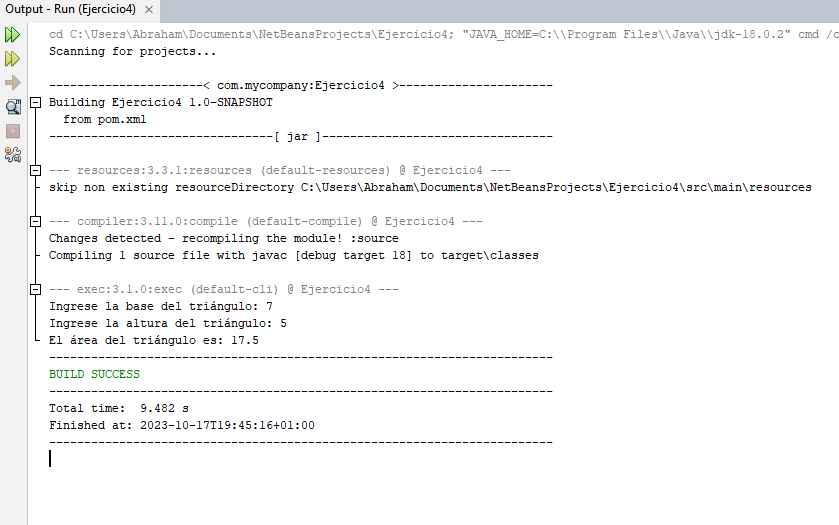 Output - Run (Ejercicio4) ×
cd C:\Users\Abraham\Documents\NetBeansProjects\Ejercicio4; "JAVA_HOME=C:\\Program Files\\Java\\jdk-18.0.2" cmd /c
Scanning for projects...
----------------------< com.mycompany:Ejercicio4 >----------------------
Building Ejercicio4 1.0-SNAPSHOT
from pom.xml
--------------------------------[ jar ]---------------------------------
--- resources:3.3.1:resources (default-resources) @ Ejercicio4 ---
skip non existing resourceDirectory C:\Users\Abraham\Documents\NetBeansProjects\Ejercicio4\src\main\resources
--- compiler:3.11.0:compile (default-compile) @ Ejercicio4 ---
Changes detected - recompiling the module! :source
Compiling 1 source file with javac [debug target 18] to target\classes
--- exec:3.1.0:exec (default-cli) @ Ejercicio4 ---
Ingrese la base del triángulo: 7
Ingrese la altura del triángulo: 5
El área del triángulo es: 17.5
------------------------------------------------------------------------
BUILD SUCCESS
------------------------------------------------------------------------
Total time:  9.482 s
Finished at: 2023-10-17T19:45:16+01:00
------------------------------------------------------------------------